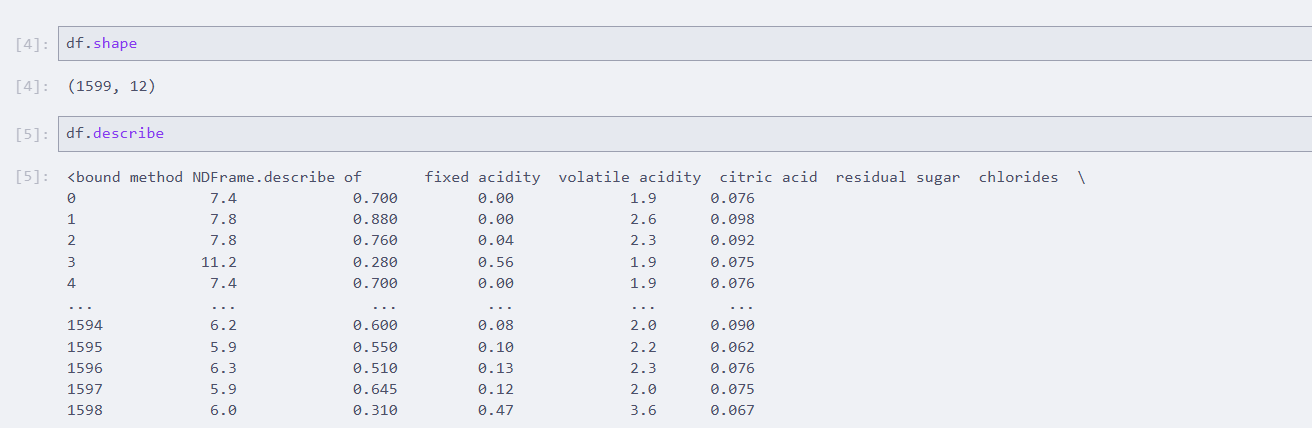 [4]: df.shape
[4]: (1599, 12)
[5]: df.describe
[5]: <bound method NDFrame.describe of       fixed acidity  volatile acidity  citric acid  residual sugar  chlorides  \
0               7.4             0.700         0.00             1.9      0.076
1               7.8             0.880         0.00             2.6      0.098
2               7.8             0.760         0.04             2.3      0.092
3              11.2             0.280         0.56             1.9      0.075
4               7.4             0.700         0.00             1.9      0.076
...             ...               ...          ...             ...        ...
1594            6.2             0.600         0.08             2.0      0.090
1595            5.9             0.550         0.10             2.2      0.062
1596            6.3             0.510         0.13             2.3      0.076
1597            5.9             0.645         0.12             2.0      0.075
1598            6.0             0.310         0.47             3.6      0.067